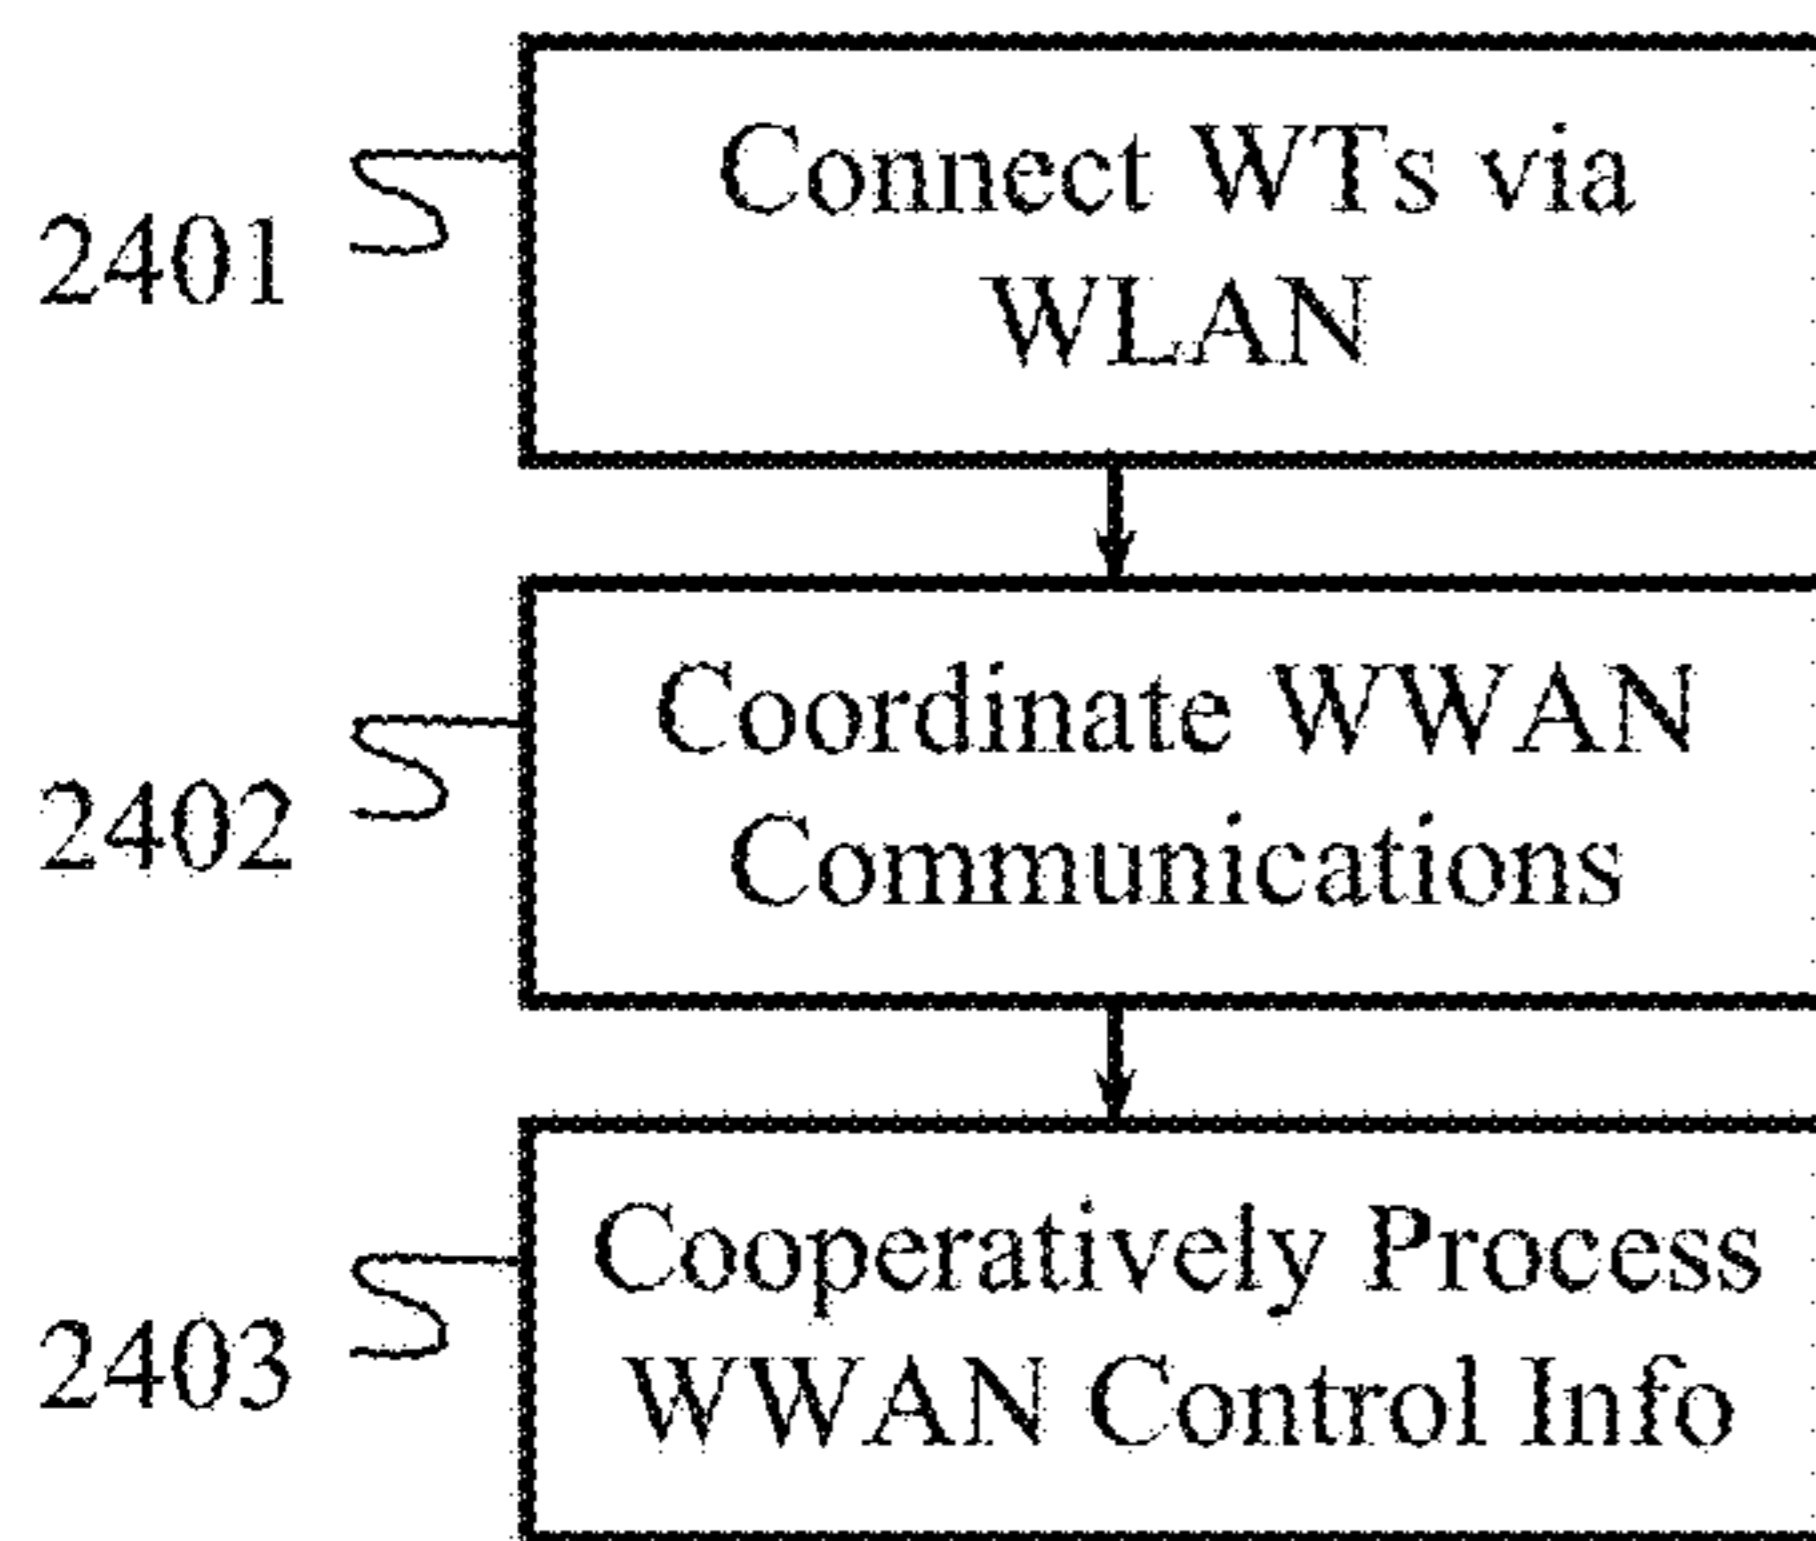 Connect WTs via
WLAN
2401
Coordinate WWAN
Communications
2402
Cooperatively Process
WWAN Control Info
2403